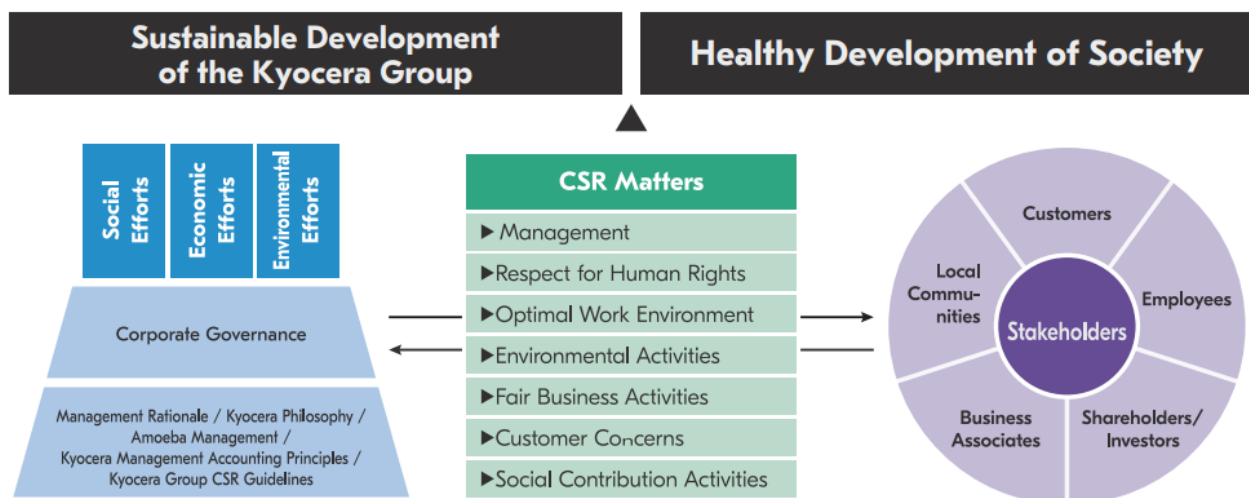 Sustainable Development
of the Kyocera Group
Healthy Development of Society
Social
Efforts
Economic
Efforts
Environmental
Efforts
Corporate Governance
Management Rationale / Kyocera Philosophy /
Amoeba Management /
Kyocera Management Accounting Principles /
Kyocera Group CSR Guidelines
CSR Matters
▶ Management
▶Respect for Human Rights
▶Optimal Work Environment
▶Environmental Activities
▶Fair Business Activities
▶Customer Concerns
▶Social Contribution Activities
Customers
Local
Commu-
nities
Employees
Stakeholders
Business
Associates
Shareholders/
Investors